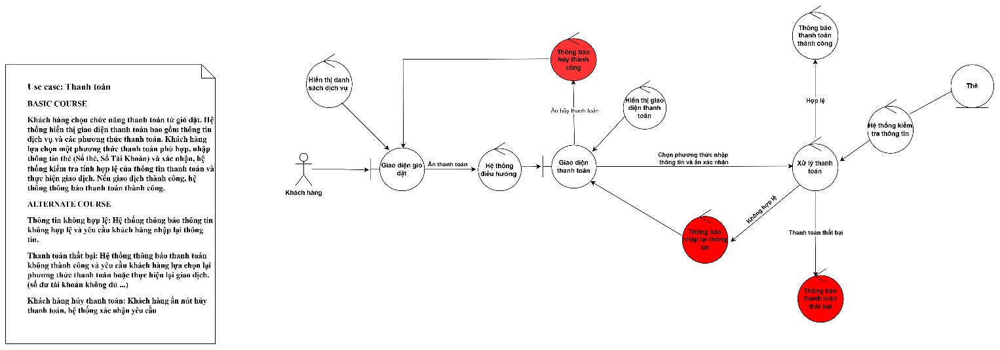 Use case: Thanh toán
BASIC COURSE
Khách hàng chọn chức năng thanh toán từ giỏ đặt. Hệ
thống hiển thị giao diện thanh toán bao gồm thông tin
dịch vụ và các phương thức thanh toán. Khách hàng
lựa chọn một phương thức thanh toán phù hợp, nhập
thông tin thẻ (Số thẻ, Số Tài Khoản) và xác nhận, hệ
thống kiểm tra tính hợp lệ của thông tin thanh toán và
thực hiện giao dịch. Nếu giao dịch thành công, hệ
thống thông báo thanh toán thành công.
ALTERNATE COURSE
Thông tin không hợp lệ: Hệ thống thông báo thông tin
không hợp lệ và yêu cầu khách hàng nhập lại thông
tin.
Thanh toán thất bại: Hệ thống thông báo thanh toán
không thành công và yêu cầu khách hàng lựa chọn lại
phương thức thanh toán hoặc thực hiện lại giao dịch.
(số dư tài khoản không đủ ...)
Khách hàng hủy thanh toán: Khách hàng ấn nút hủy
thanh toán, hệ thống xác nhận yêu cầu
Khách hàng
Hiển thị danh
sách dịch vụ
Giao diện giỏ
đặt
Ấn thanh toán
Hệ thống
điều hướng
Thông báo
hủy thành
công
Ấn hủy thanh toán
Hiển thị giao
diện thanh
toán
Giao diện
thanh toán
Chọn phương thức nhập
thông tin và ấn xác nhận
Thông báo
nhập lại thông
tin
Không hợp lệ
Thông báo
thanh toán
thành công
Hợp lệ
Xử lý thanh
toán
Thanh toán thất bại
Thông báo
thanh toán
thất bại
Hệ thống kiểm
tra thông tin
Thẻ